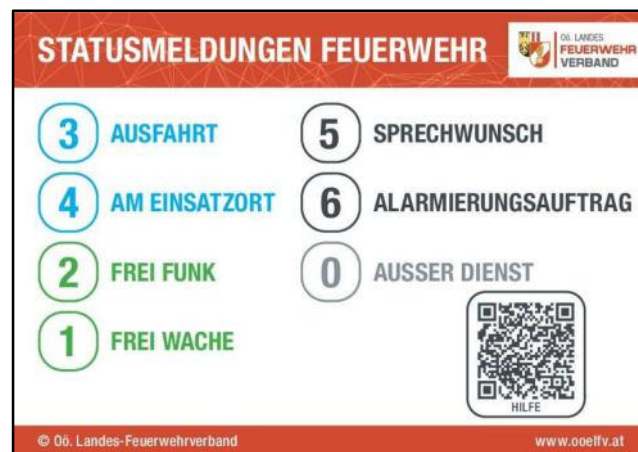 STATUSMELDUNGEN FEUERWEHR
OÖ. LANDES
FEUERWEHR
VERBAND
3 AUSFAHRT
4 AM EINSATZORT
2 FREI FUNK
1 FREI WACHE
5 SPRECHWUNSCH
6 ALARMIERUNGSAUFTRAG
0 AUSSER DIENST
HILFE
© Oö. Landes-Feuerwehrverband
www.ooelfv.at